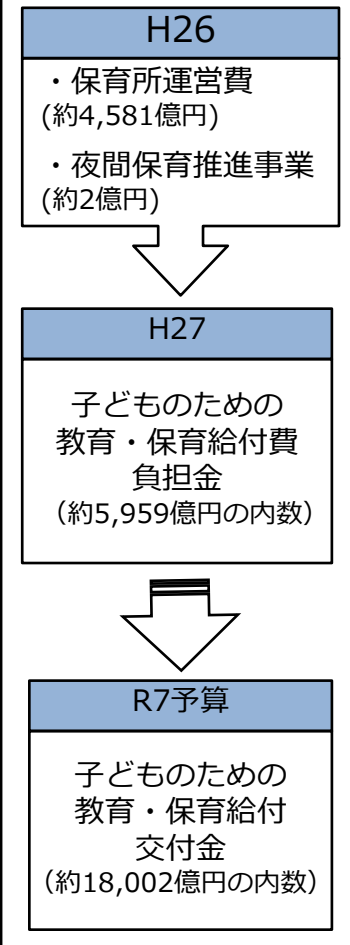 H26
・保育所運営費
(約4,581億円)
・夜間保育推進事業
(約2億円)
H27
子どものための
教育・保育給付費
負担金
（約5,959億円の内数）
R7予算
子どものための
教育・保育給付
交付金
（約18,002億円の内数）